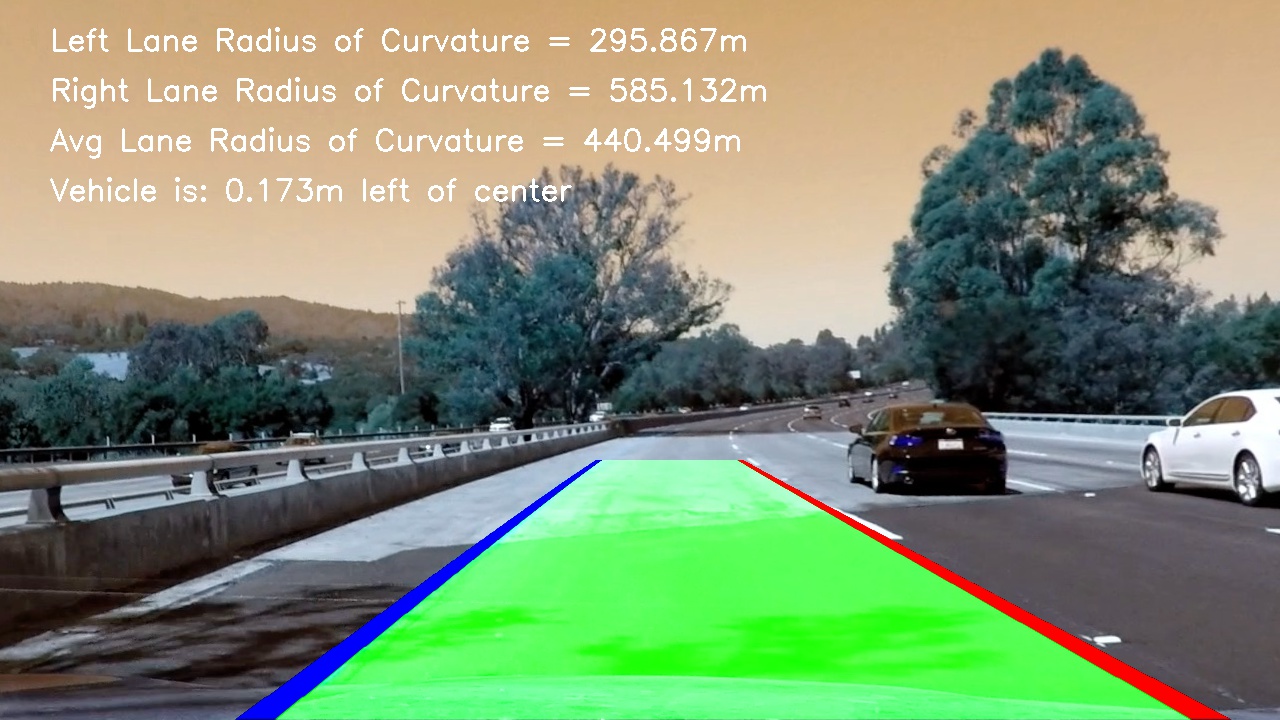 Left Lane Radius of Curvature = 295.867m
Right Lane Radius of Curvature = 585.132m
Avg Lane Radius of Curvature = 440.499m
Vehicle is: 0.173m left of center